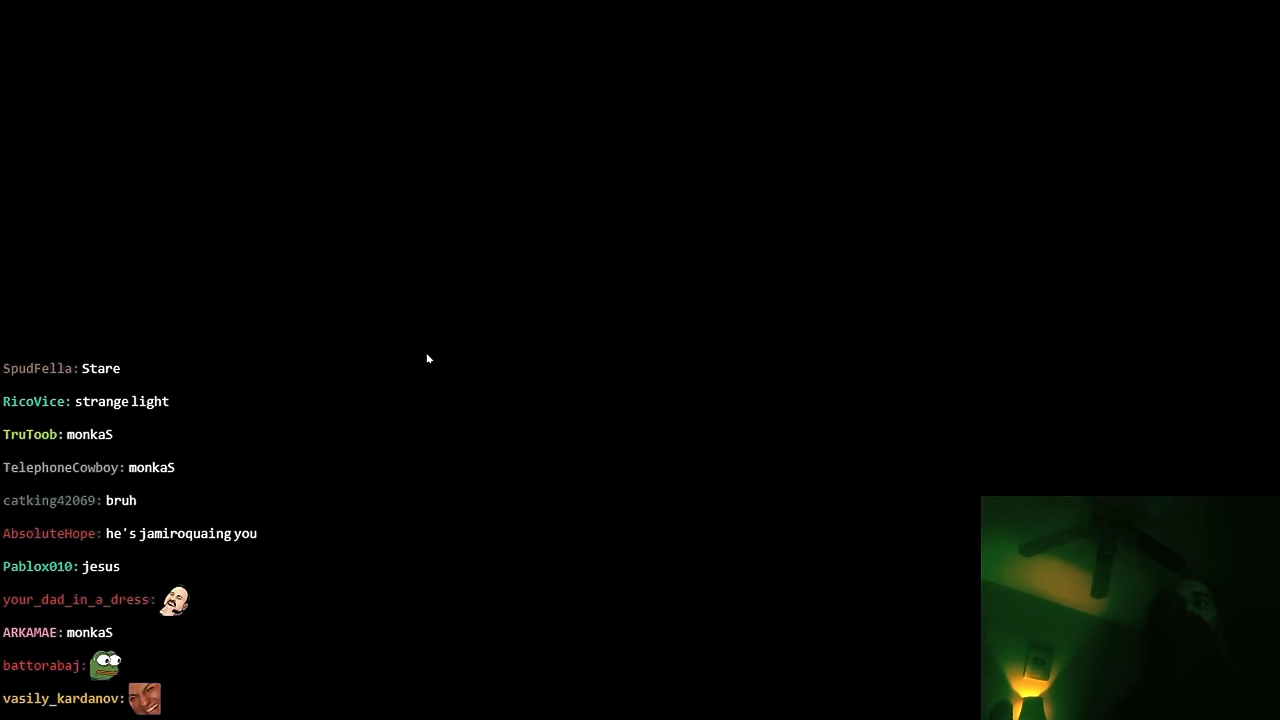 SpudFella: Stare
RicoVice: strange light
TruToob: monkaS
TelephoneCowboy: monkaS
catking42069: bruh
AbsoluteHope: he's jamiroquaing you
Pablox010: jesus
your_dad_in_a_dress:
ARKAMAE: monkaS
battorabaj:
vasily_kardanov: